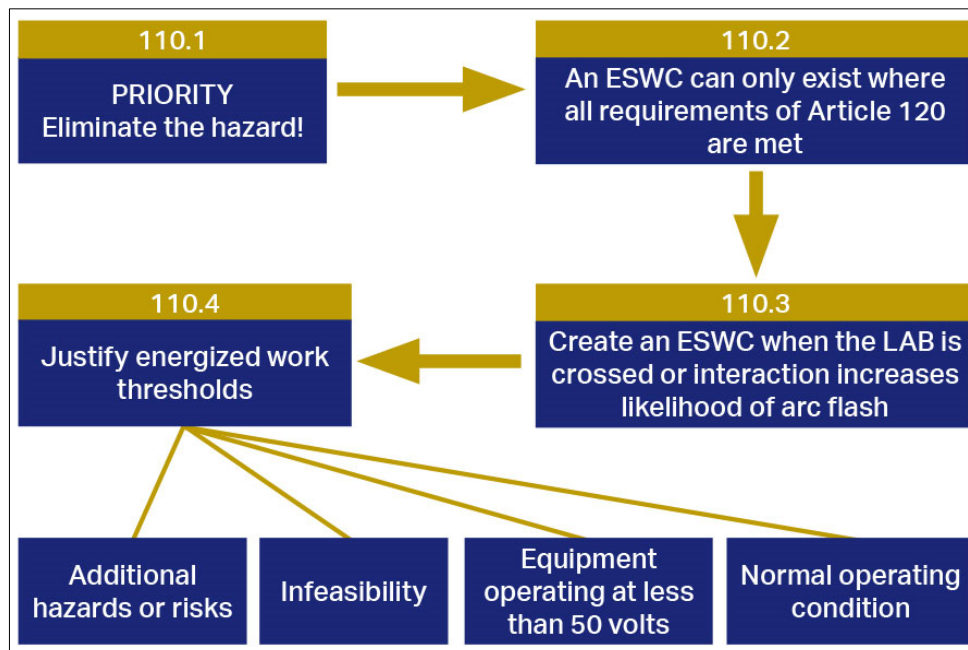 110.1
PRIORITY
Eliminate the hazard!
110.2
An ESWC can only exist where
all requirements of Article 120
are met
110.3
Create an ESWC when the LAB is
crossed or interaction increases
likelihood of arc flash
110.4
Justify energized work
thresholds
Additional
hazards or risks
Infeasibility
Equipment
operating at less
than 50 volts
Normal operating
condition